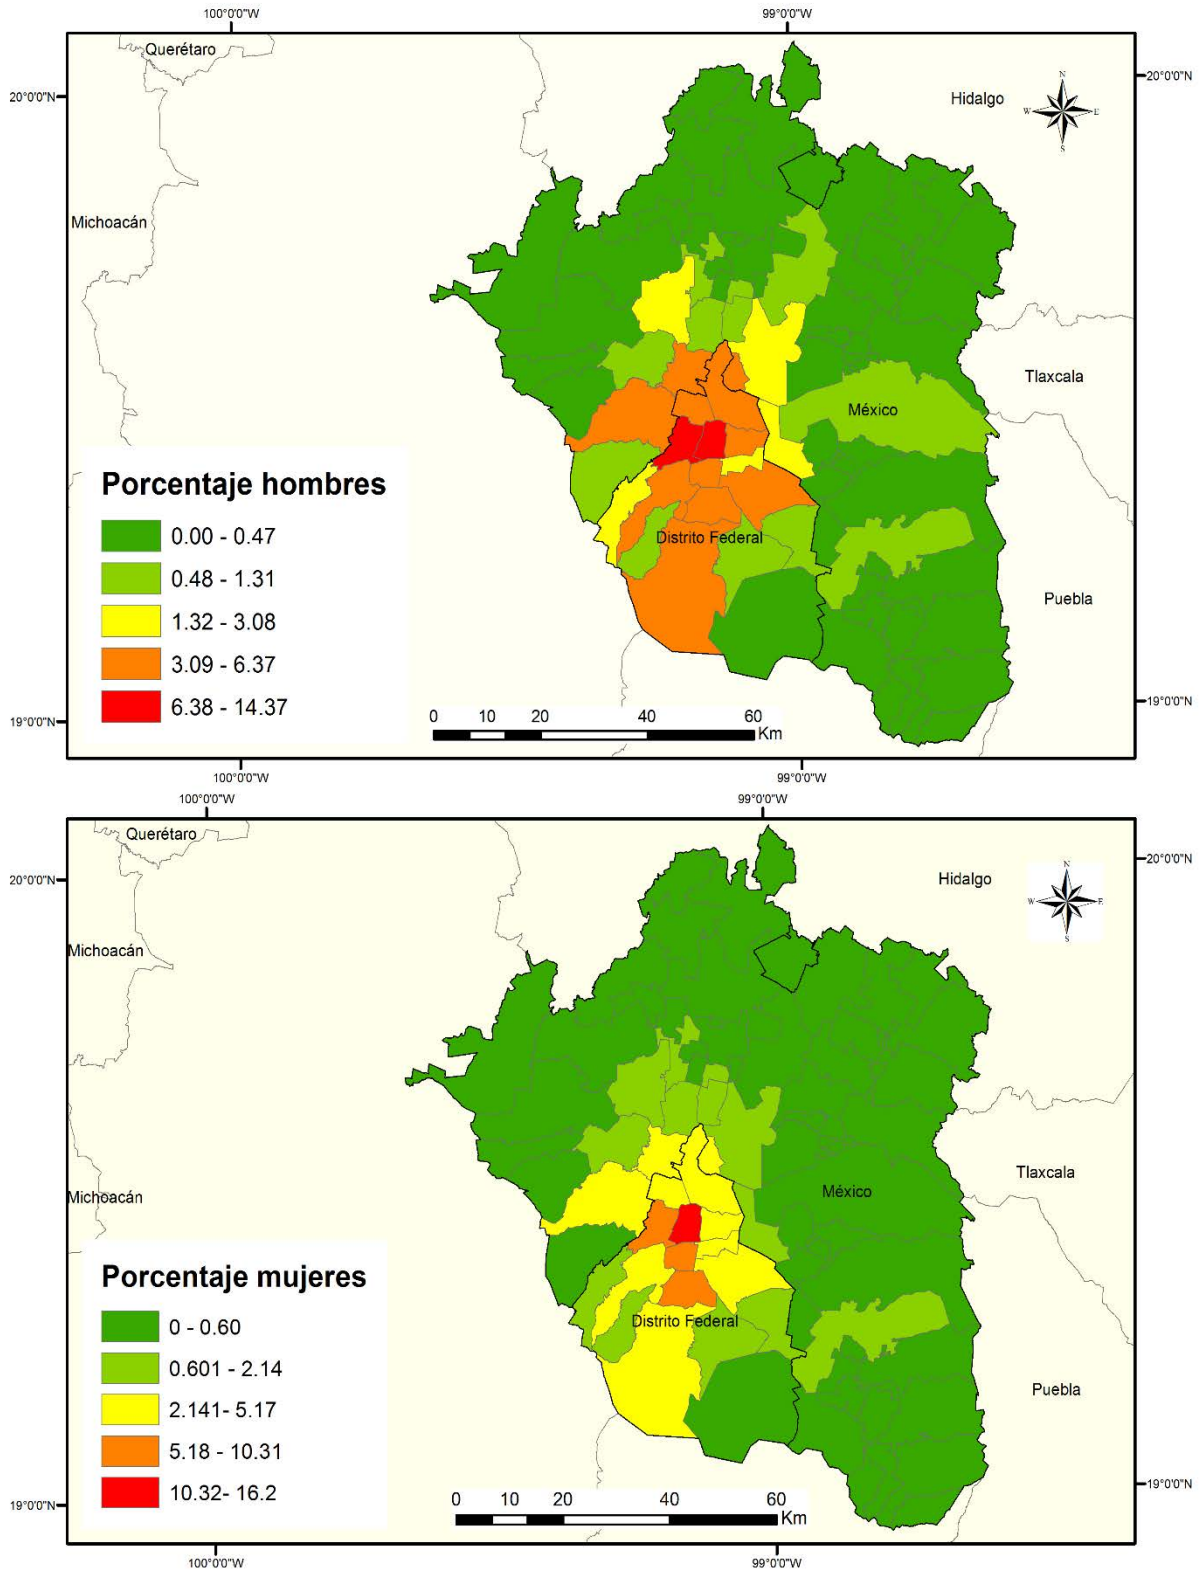 100°0'0"W 99°0'0"W
Querétaro
20°0'0"N 20°0'0"N
Hidalgo
N
W E
S
Michoacán
Tlaxcala
México
Porcentaje hombres
0.00 - 0.47
Distrito Federal
0.48 - 1.31
Puebla
1.32 - 3.08
3.09 - 6.37
6.38 - 14.37
19°0'0"N 19°0'0"N
0 10 20 40 60
Km
100°0'0"W 99°0'0"W
100°0'0"W 99°0'0"W
Querétaro
20°0'0"N 20°0'0"N
Hidalgo
N
W E
S
Michoacán
Tlaxcala
México
Michoacán
Porcentaje mujeres
0 - 0.60
Distrito Federal
0.601 - 2.14
2.141- 5.17
Puebla
5.18 - 10.31
10.32- 16.2
19°0'0"N 19°0'0"N
0 10 20 40 60
Km
100°0'0"W 99°0'0"W